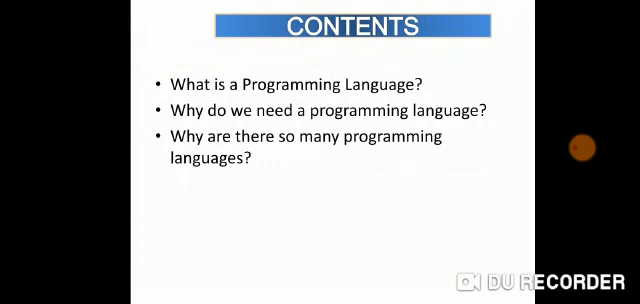 CONTENTS
• What is a Programming Language?
• Why do we need a programming language?
• Why are there so many programming
languages?
DU RECORDER